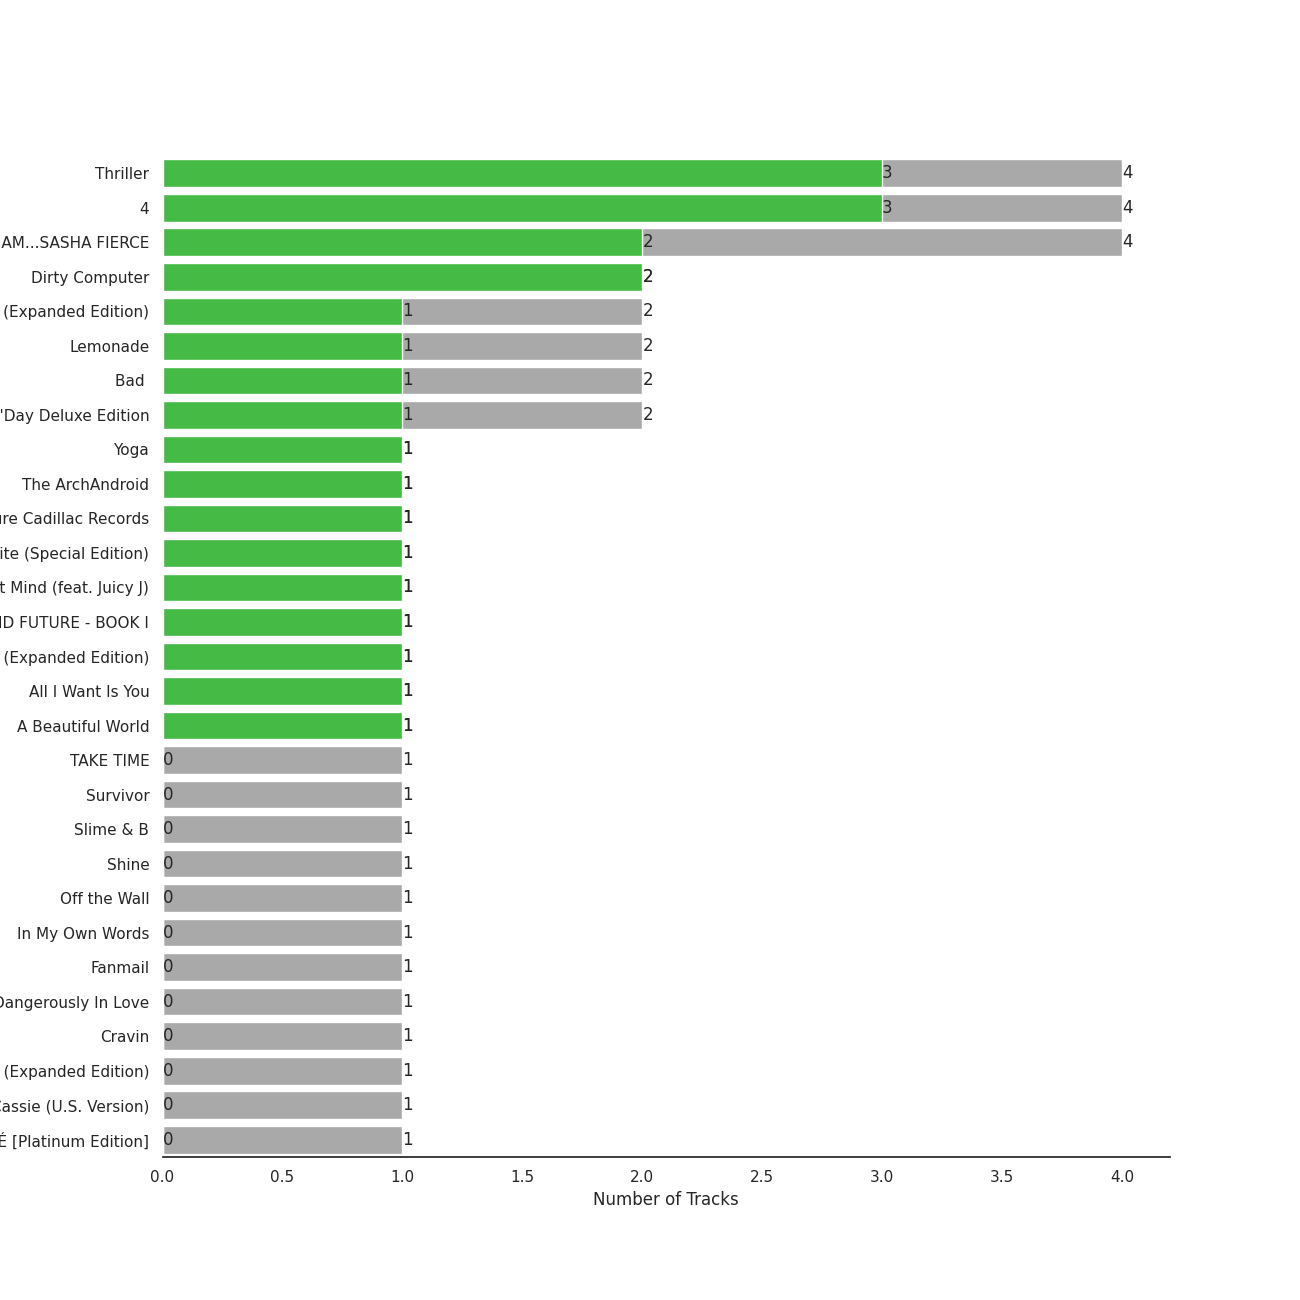 Thriller 3 4
4 3 4
AM...SASHA FIERCE 2 4
Dirty Computer 2
(Expanded Edition) 1 2
Lemonade 1 2
Bad 1 2
'Day Deluxe Edition 1 2
Yoga 1
The ArchAndroid 1
Cadillac Records 1
(Special Edition) 1
Mind (feat. Juicy J) 1
FUTURE - BOOK I 1
(Expanded Edition) 1
All I Want Is You 1
A Beautiful World 1
TAKE TIME 0 1
Survivor 0 1
Slime & B 0 1
Shine 0 1
Off the Wall 0 1
In My Own Words 0 1
Fanmail 0 1
Dangerously In Love 0 1
Cravin 0 1
(Expanded Edition) 0 1
Cassie (U.S. Version) 0 1
[Platinum Edition] 0 1
0.0 0.5 1.0 1.5 2.0 2.5 3.0 3.5 4.0
Number of Tracks